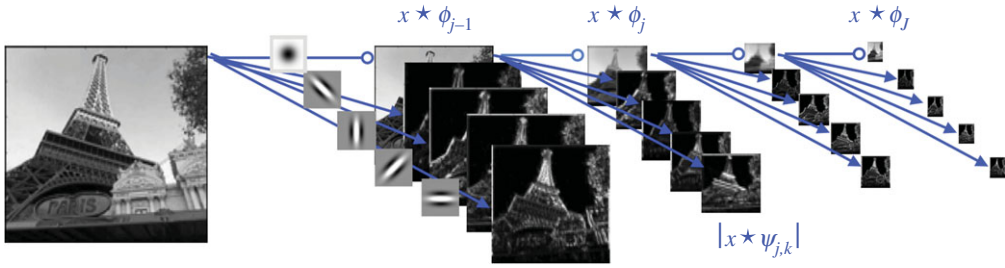 x ⋆ ϕ_{j−1}
x ⋆ ϕ_j
x ⋆ ϕ_J
PARIS
|x ⋆ ψ_{j,k}|